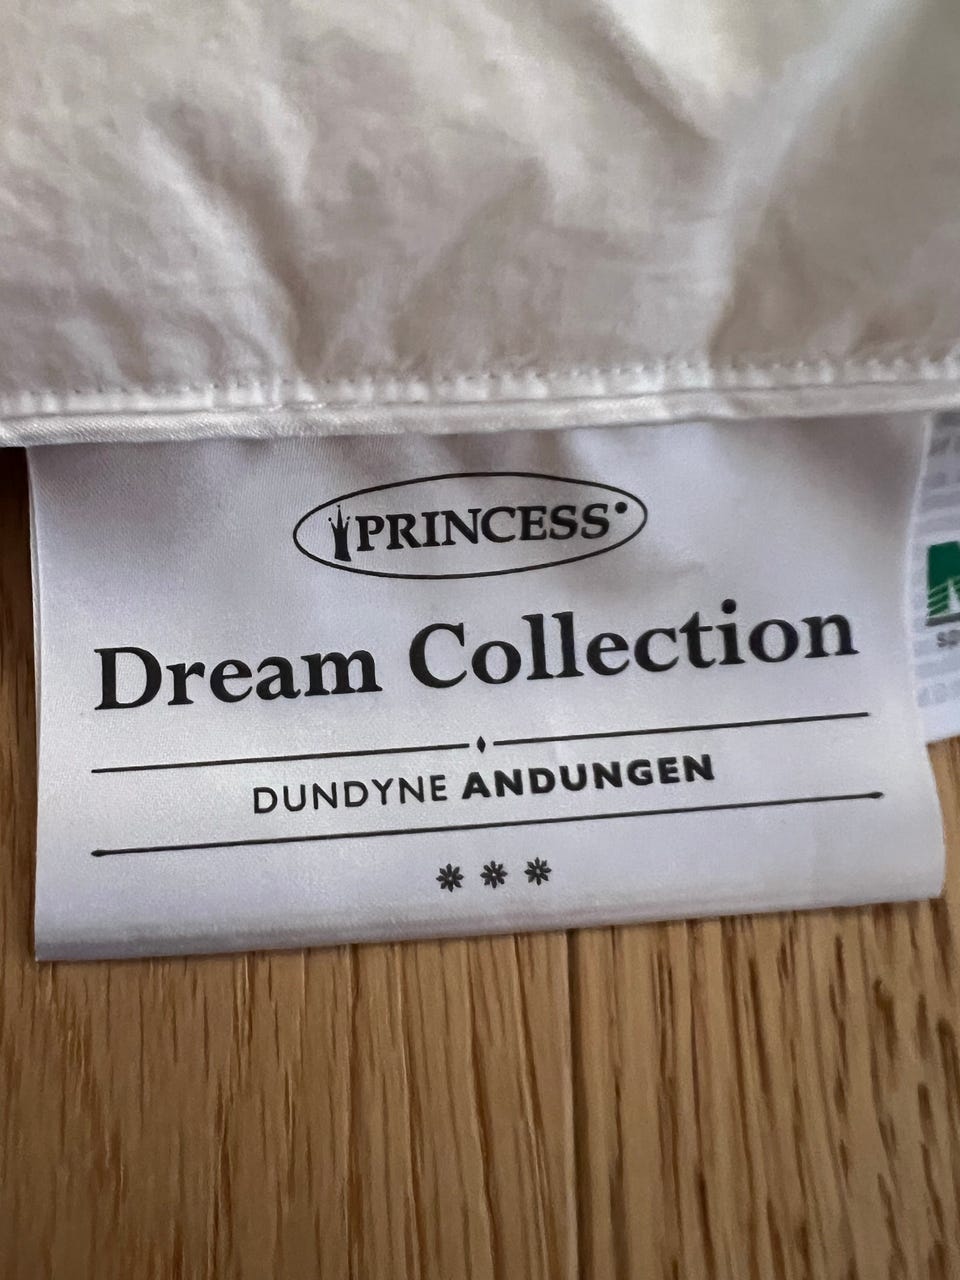 PRINCESS
Dream Collection
DUNDYNE ANDUNGEN